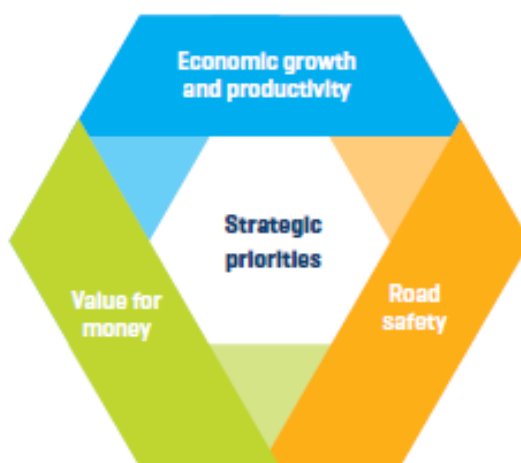 Economic growth
and productivity
Strategic
priorities
Value for
money
Road
safety